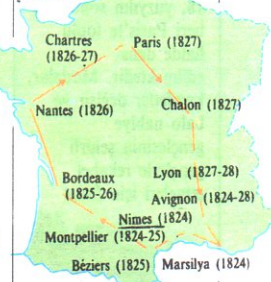 Chartres
(1826-27)
Paris (1827)
Nantes (1826)
Chalon (1827)
Bordeaux
(1825-26)
Lyon (1827-28)
Avignon (1824-28)
Nimes (1824)
Montpellier (1824-25)
Béziers (1825)
Marsilya (1824)